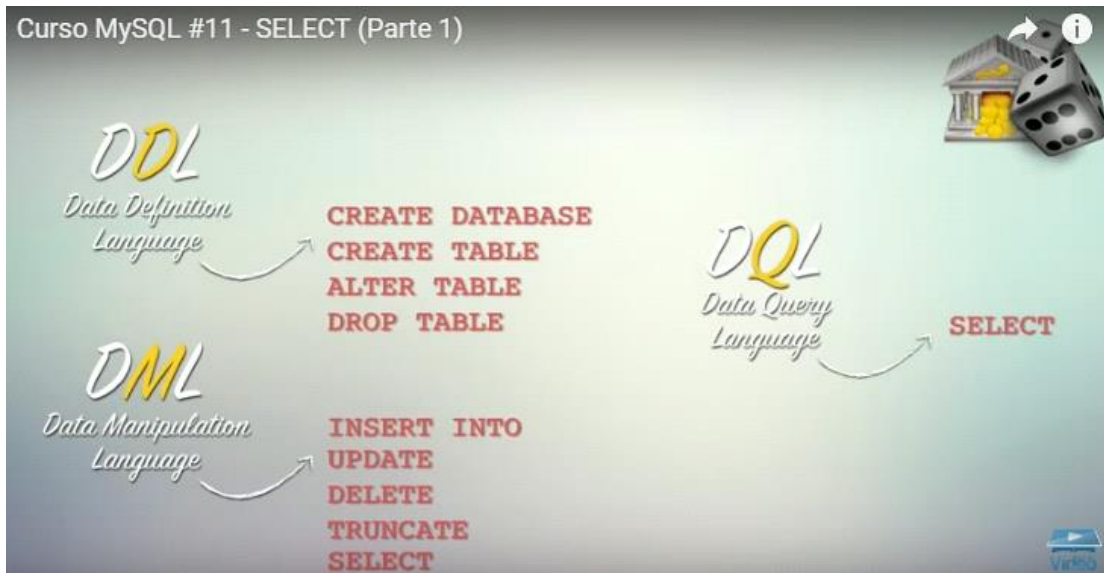 Curso MySQL #11 - SELECT (Parte 1)
DDL
Data Definition
Language
CREATE DATABASE
CREATE TABLE
ALTER TABLE
DROP TABLE
DML
Data Manipulation
Language
INSERT INTO
UPDATE
DELETE
TRUNCATE
SELECT
DQL
Data Query
Language
SELECT
Video